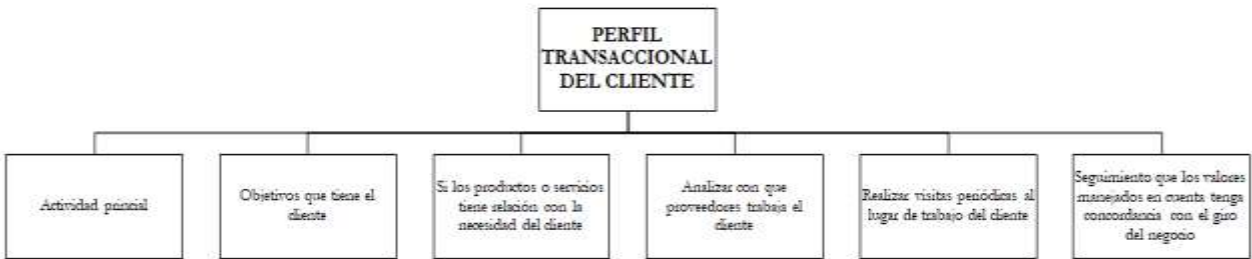 PERFIL
TRANSACCIONAL
DEL CLIENTE
Actividad princial
Objetivos que tiene el
cliente
Si los productos o servicios
tiene relación con la
necesidad del cliente
Analizar con que
proveedores trabaja el
cliente
Realizar visitas periódicas al
lugar de trabajo del cliente
Seguimiento que los valores
manejados en cuenta tenga
concordancia con el giro
del negocio